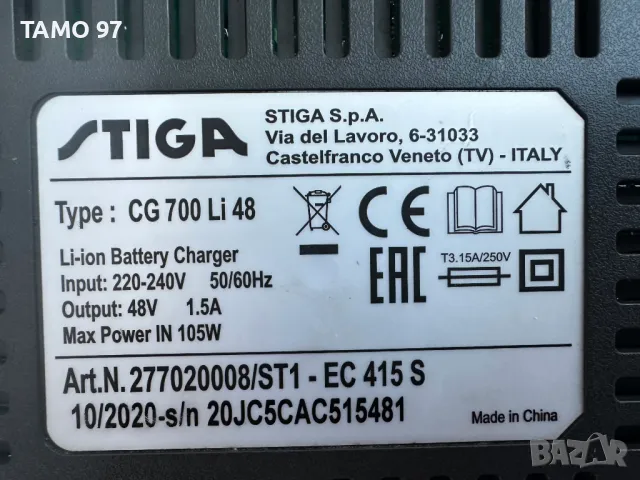 TAMO 97
STIGA
STIGA S.p.A.
Via del Lavoro, 6-31033
Castelfranco Veneto (TV) - ITALY
Type : CG 700 Li 48
CE
Li-ion Battery Charger
Input: 220-240V 50/60Hz
Output: 48V 1.5A
Max Power IN 105W
EAC
T3.15A/250V
Art.N. 277020008/ST1 - EC 415 S
10/2020-s/n 20JC5CAC515481
Made in China
BAZAR
bg